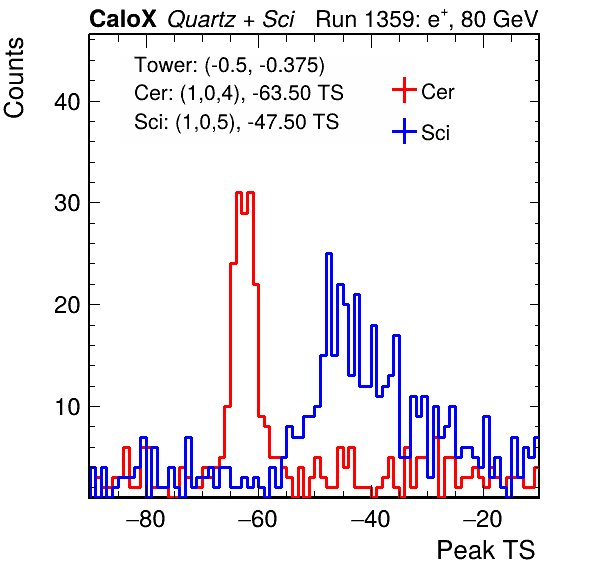 CaloX Quartz + Sci Run 1359: e⁺, 80 GeV
Counts
Tower: (-0.5, -0.375)
Cer: (1,0,4), -63.50 TS
Sci: (1,0,5), -47.50 TS
Cer
Sci
40
30
20
10
−80 −60 −40 −20
Peak TS